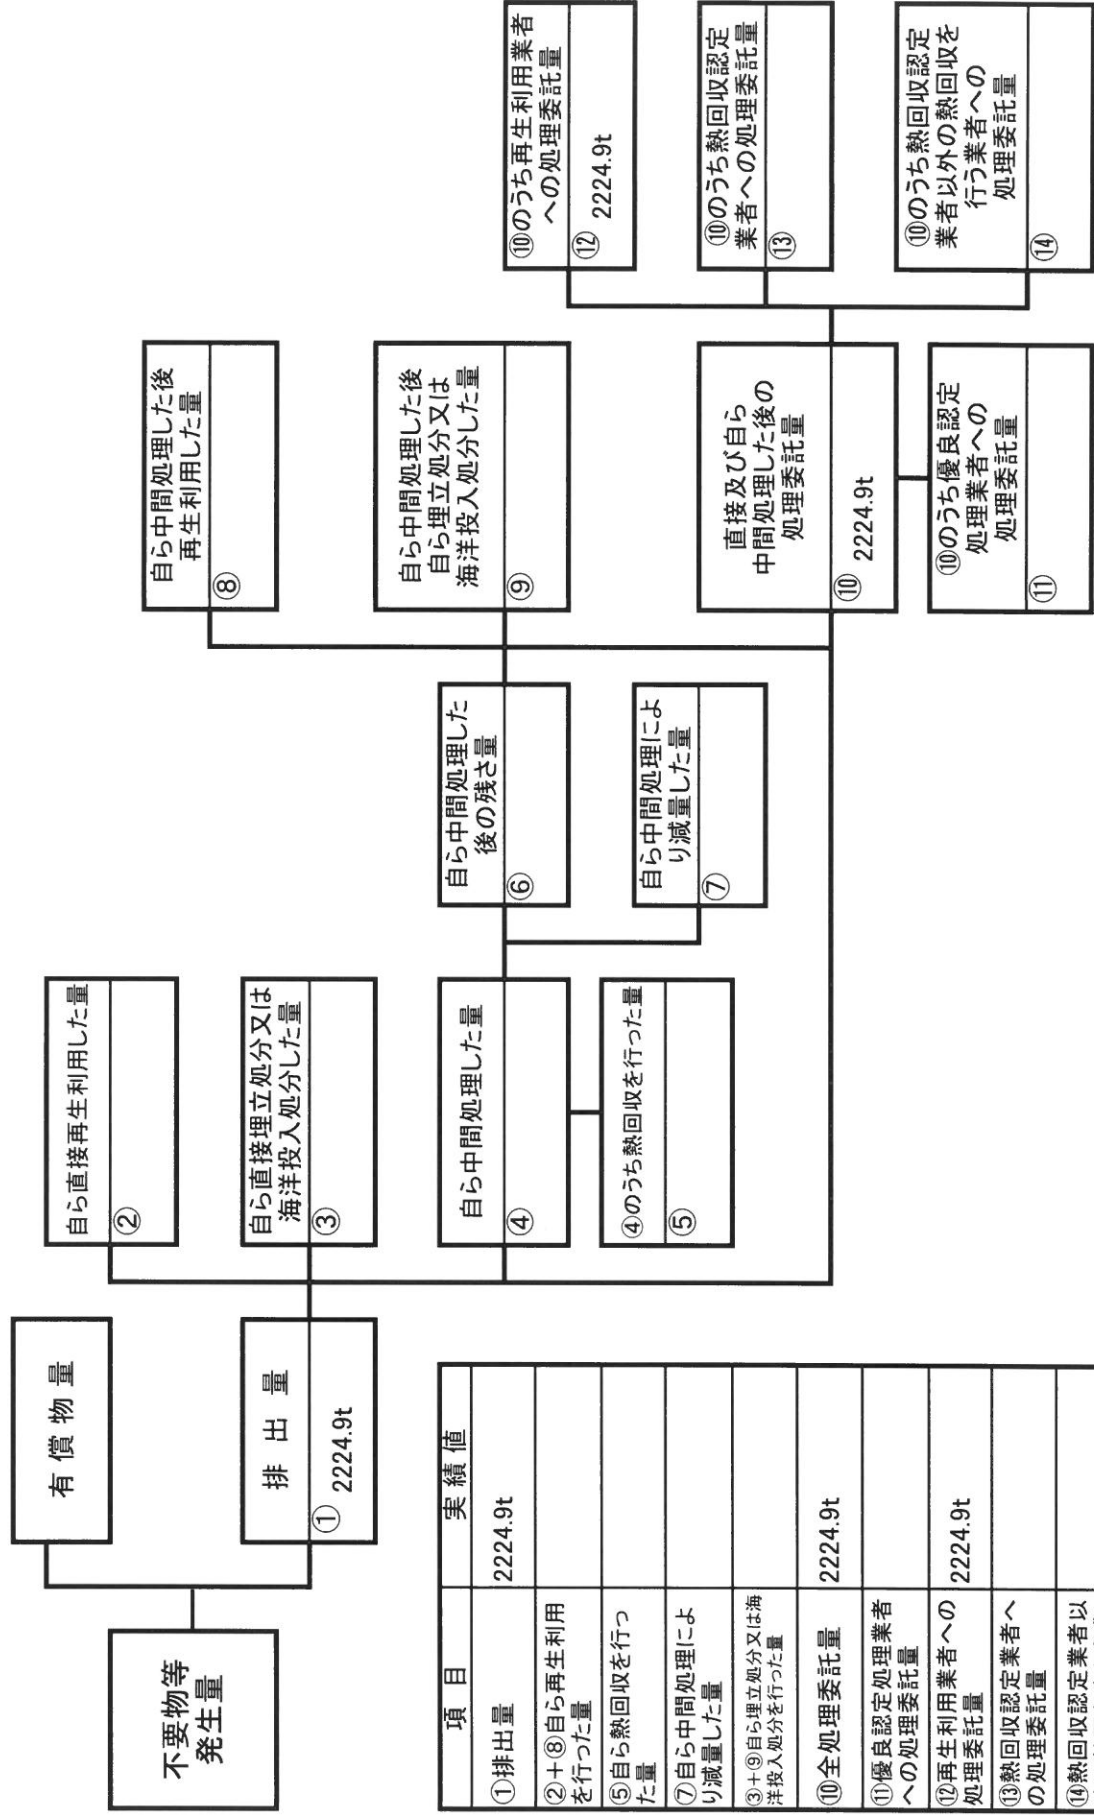 不要物等
発生量
有償物量
排出量
①
2224.9t
自ら直接再生利用した量
②
自ら直接埋立処分又は
海洋投入処分した量
③
自ら中間処理した量
④
④のうち熱回収を行った量
⑤
自ら中間処理した
後の残さ量
⑥
自ら中間処理によ
り減量した量
⑦
自ら中間処理した後
再生利用した量
⑧
自ら中間処理した後
自ら埋立処分又は
海洋投入処分した量
⑨
直接及び自ら
中間処理した後の
処理委託量
⑩
2224.9t
⑩のうち優良認定
処理業者への
処理委託量
⑪
⑩のうち再生利用業者
への処理委託量
⑫
2224.9t
⑩のうち熱回収認定
業者への処理委託量
⑬
⑩のうち熱回収認定
業者以外の熱回収を
行う業者への
処理委託量
⑭
項目 実績値
①排出量 2224.9t
②+⑧自ら再生利用
を行った量
⑤自ら熱回収を行っ
た量
⑦自ら中間処理によ
り減量した量
③+⑨自ら埋立処分又は海
洋投入処分を行った量
⑩全処理委託量 2224.9t
⑪優良認定処理業者
への処理委託量
⑫再生利用業者への
処理委託量 2224.9t
⑬熱回収認定業者へ
の処理委託量
⑭熱回収認定業者以